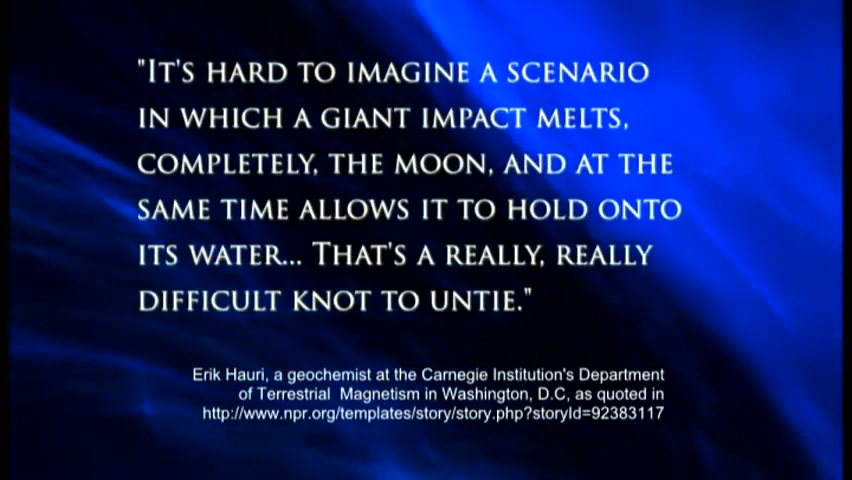 "It's hard to imagine a scenario
in which a giant impact melts,
completely, the moon, and at the
same time allows it to hold onto
its water... That's a really, really
difficult knot to untie."
Erik Hauri, a geochemist at the Carnegie Institution's Department
of Terrestrial Magnetism in Washington, D.C, as quoted in
http://www.npr.org/templates/story/story.php?storyId=92383117